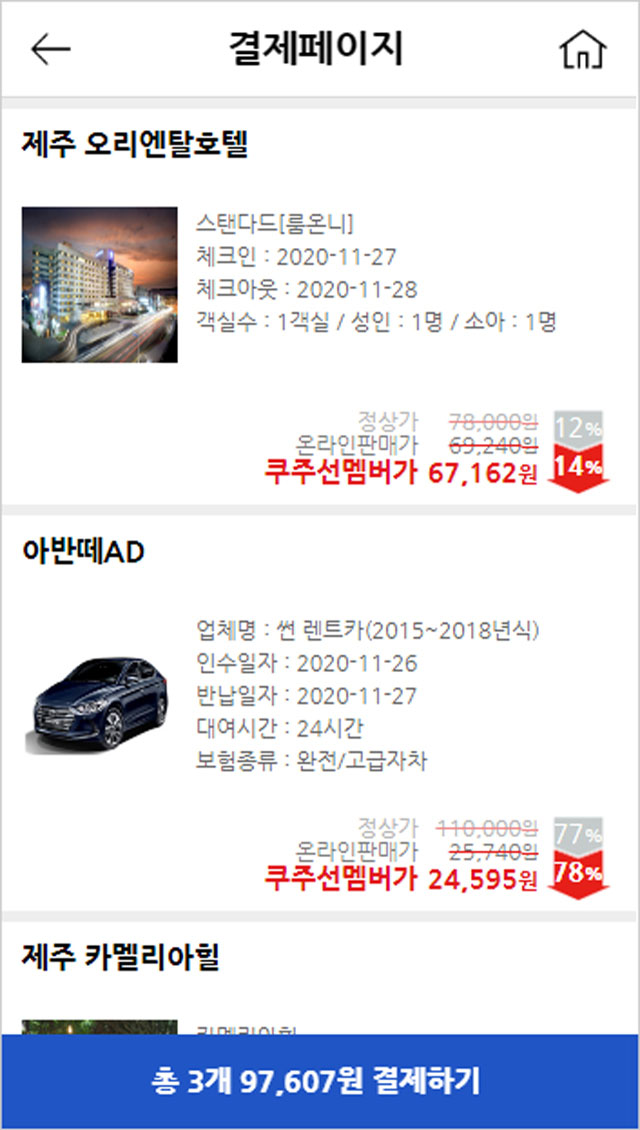 결제페이지
제주 오리엔탈호텔
스탠다드[룸온니]
체크인 : 2020-11-27
체크아웃 : 2020-11-28
객실수 : 1객실 / 성인 : 1명 / 소아 : 1명
정상가 78,000원 12%
온라인판매가 69,240원
쿠주선멤버가 67,162원 14%
아반떼AD
업체명 : 썬 렌트카(2015~2018년식)
인수일자 : 2020-11-26
반납일자 : 2020-11-27
대여시간 : 24시간
보험종류 : 완전/고급자차
정상가 110,000원 77%
온라인판매가 25,740원
쿠주선멤버가 24,595원 78%
제주 카멜리아힐
카멜리아힐
총 3개 97,607원 결제하기